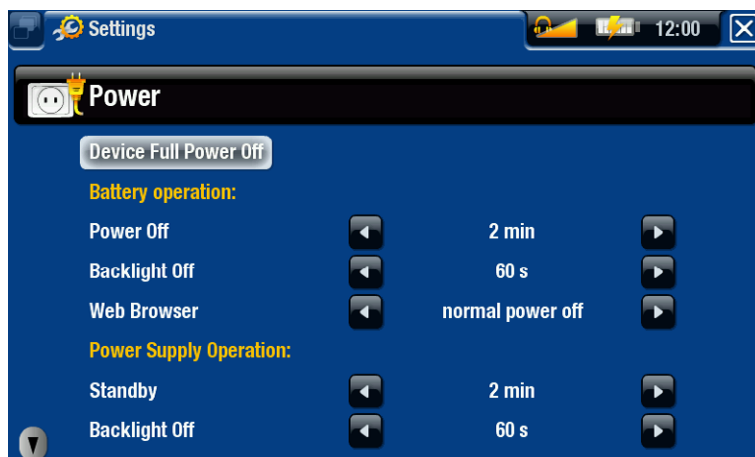 Settings
12:00
Power
Device Full Power Off
Battery operation:
Power Off 2 min
Backlight Off 60 s
Web Browser normal power off
Power Supply Operation:
Standby 2 min
Backlight Off 60 s